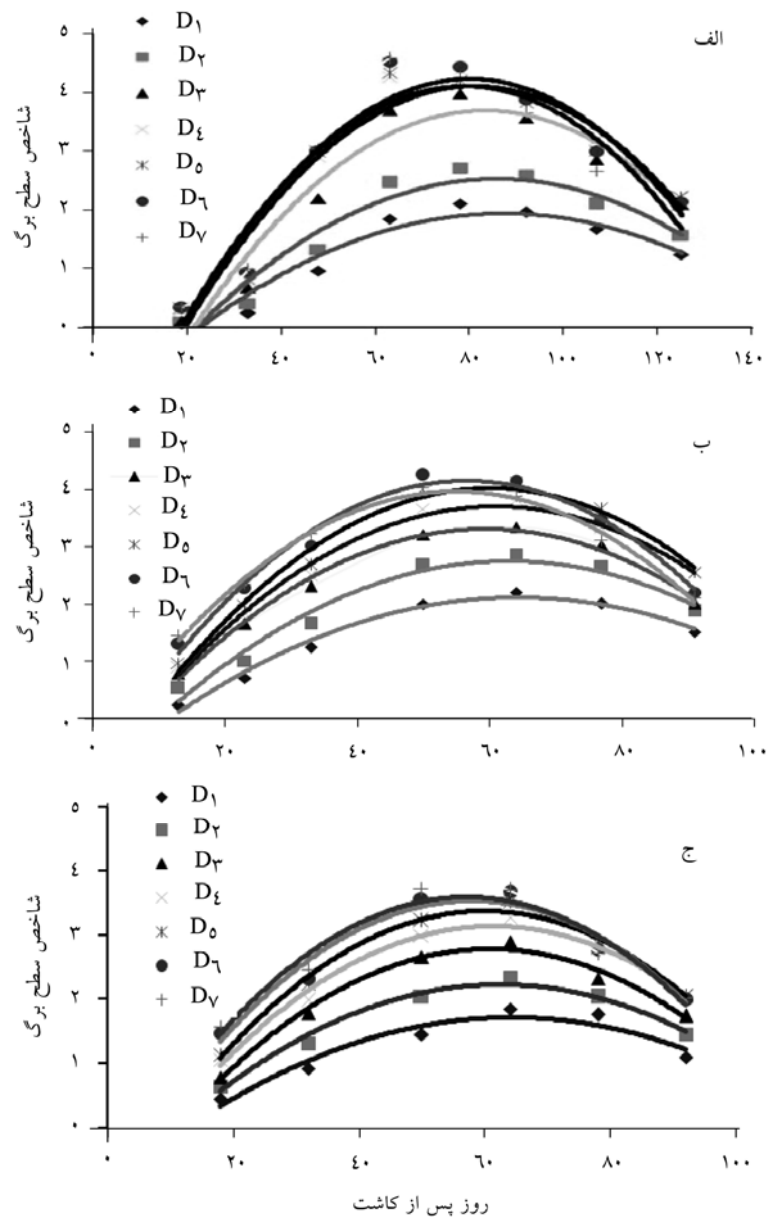 الف
D۱
D۲
D۳
D٤
D٥
D٦
D۷
شاخص سطح برگ
٥
٤
۳
۲
۱
۰
۰ ۲۰ ٤۰ ٦۰ ۸۰ ۱۰۰ ۱۲۰ ۱٤۰
ب
D۱
D۲
D۳
D٤
D٥
D٦
D۷
شاخص سطح برگ
٥
٤
۳
۲
۱
۰
۰ ۲۰ ٤۰ ٦۰ ۸۰ ۱۰۰
ج
D۱
D۲
D۳
D٤
D٥
D٦
D۷
شاخص سطح برگ
٥
٤
۳
۲
۱
۰
۰ ۲۰ ٤۰ ٦۰ ۸۰ ۱۰۰
روز پس از کاشت